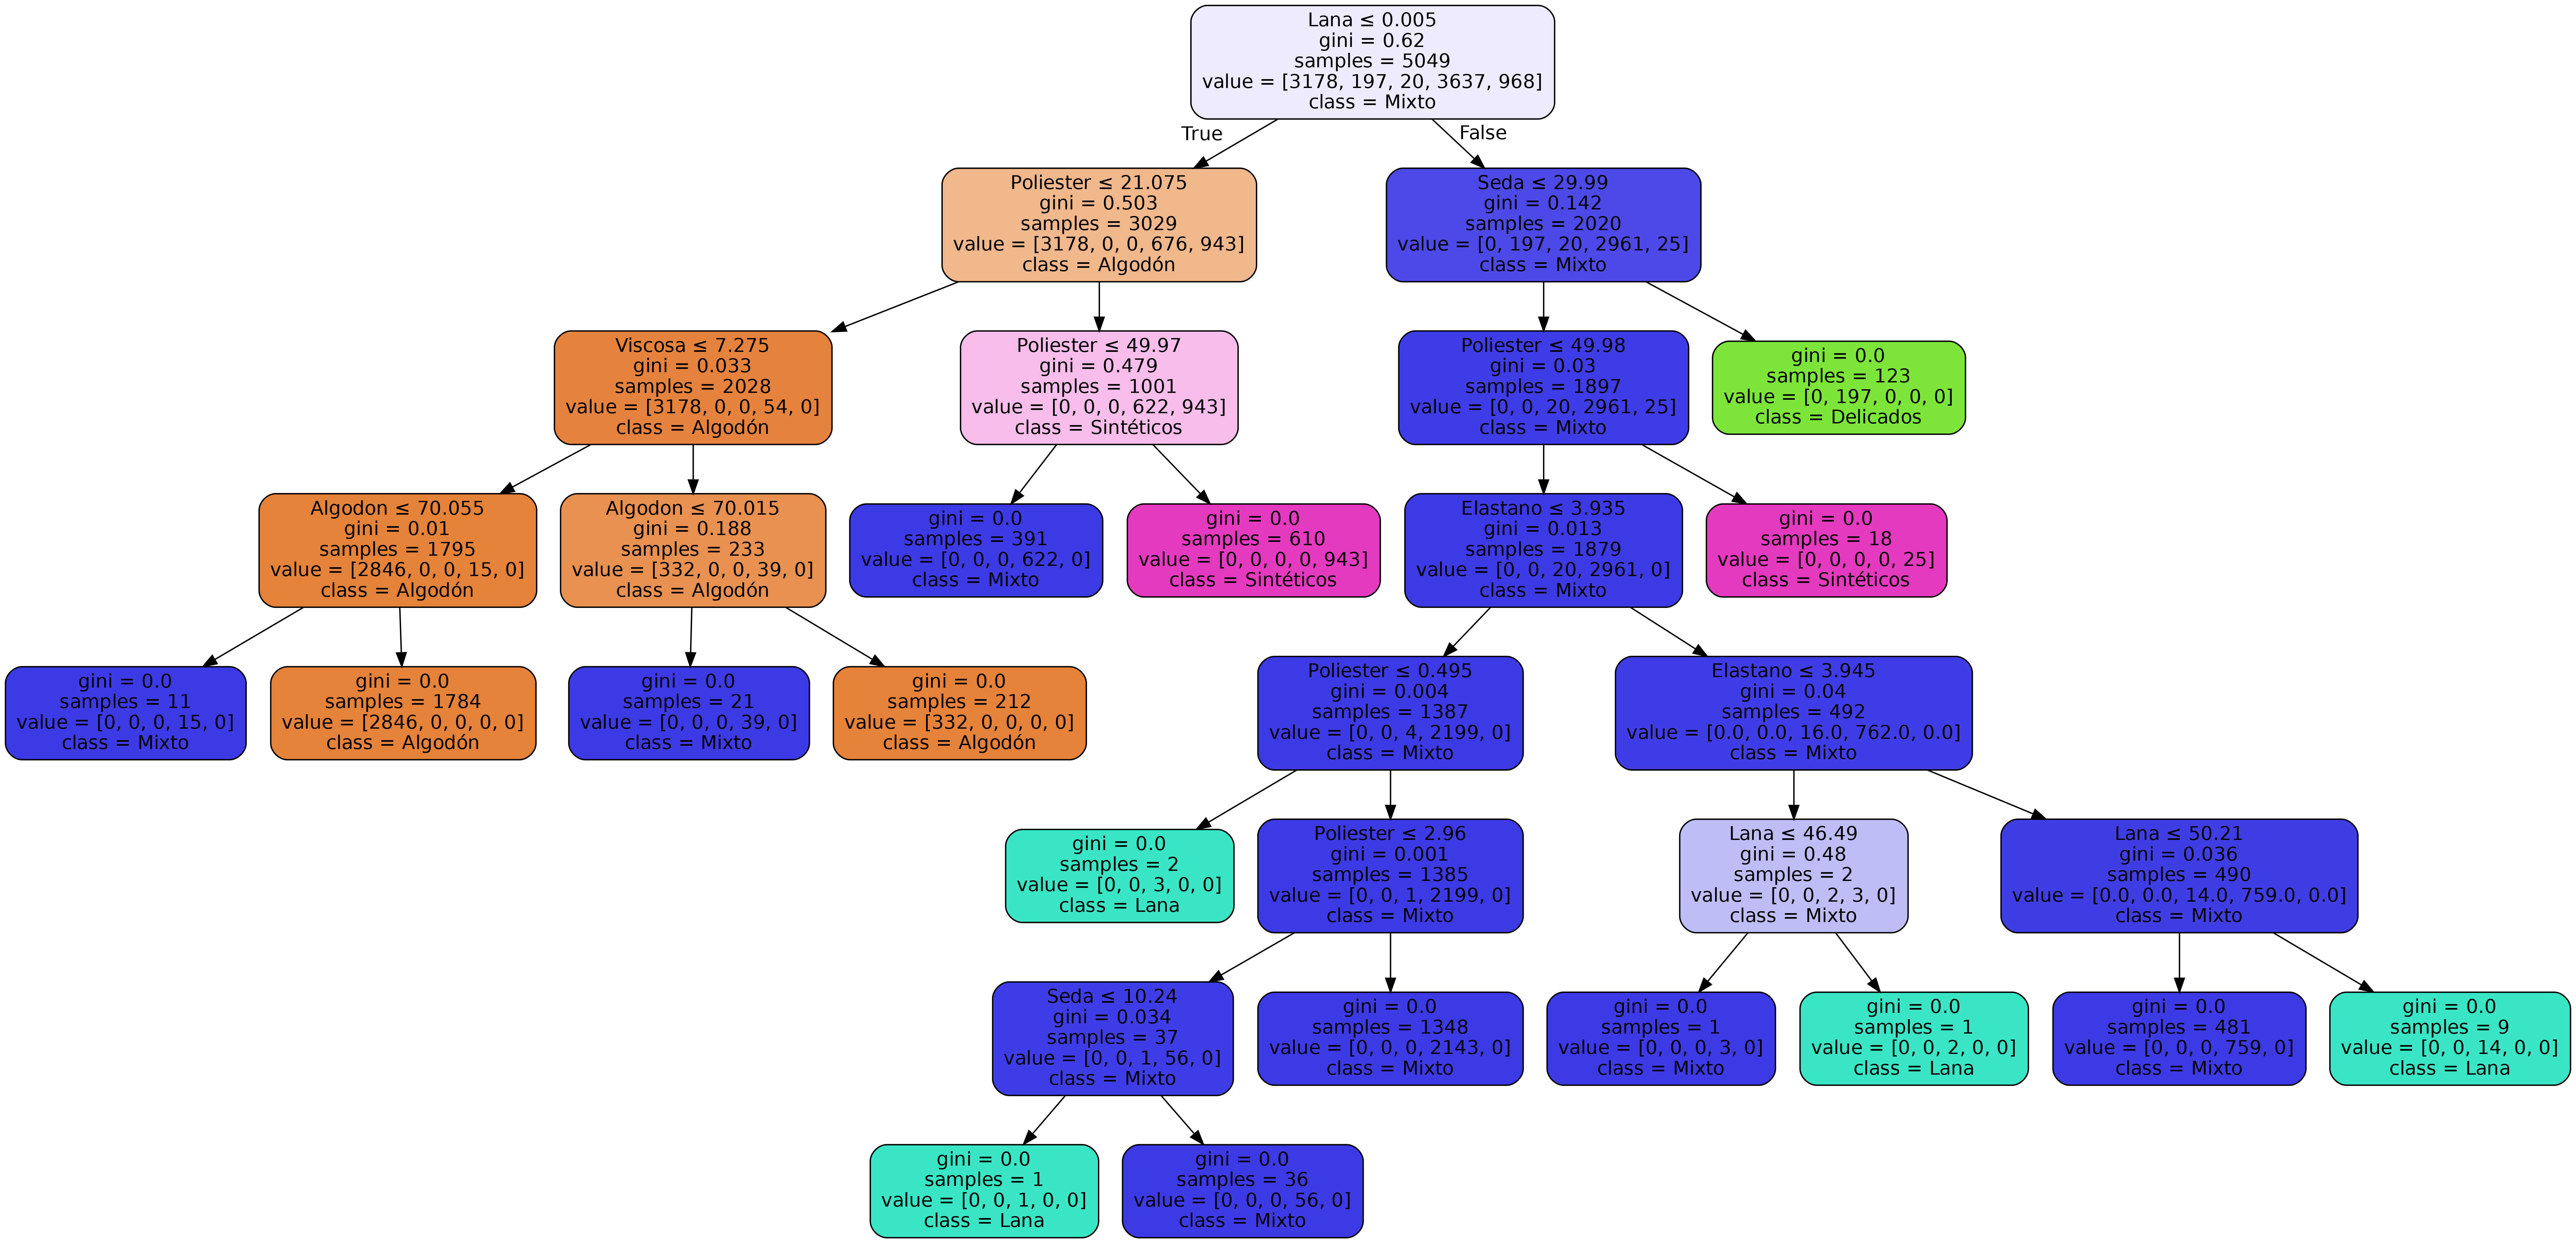 Lana ≤ 0.005
gini = 0.62
samples = 5049
value = [3178, 197, 20, 3637, 968]
class = Mixto
True
False
Poliester ≤ 21.075
gini = 0.503
samples = 3029
value = [3178, 0, 0, 676, 943]
class = Algodón
Seda ≤ 29.99
gini = 0.142
samples = 2020
value = [0, 197, 20, 2961, 25]
class = Mixto
Viscosa ≤ 7.275
gini = 0.033
samples = 2028
value = [3178, 0, 0, 54, 0]
class = Algodón
Poliester ≤ 49.97
gini = 0.479
samples = 1001
value = [0, 0, 0, 622, 943]
class = Sintéticos
Poliester ≤ 49.98
gini = 0.03
samples = 1897
value = [0, 0, 20, 2961, 25]
class = Mixto
gini = 0.0
samples = 123
value = [0, 197, 0, 0, 0]
class = Delicados
Algodon ≤ 70.055
gini = 0.01
samples = 1795
value = [2846, 0, 0, 15, 0]
class = Algodón
Algodon ≤ 70.015
gini = 0.188
samples = 233
value = [332, 0, 0, 39, 0]
class = Algodón
gini = 0.0
samples = 391
value = [0, 0, 0, 622, 0]
class = Mixto
gini = 0.0
samples = 610
value = [0, 0, 0, 0, 943]
class = Sintéticos
Elastano ≤ 3.935
gini = 0.013
samples = 1879
value = [0, 0, 20, 2961, 0]
class = Mixto
gini = 0.0
samples = 18
value = [0, 0, 0, 0, 25]
class = Sintéticos
gini = 0.0
samples = 11
value = [0, 0, 0, 15, 0]
class = Mixto
gini = 0.0
samples = 1784
value = [2846, 0, 0, 0, 0]
class = Algodón
gini = 0.0
samples = 21
value = [0, 0, 0, 39, 0]
class = Mixto
gini = 0.0
samples = 212
value = [332, 0, 0, 0, 0]
class = Algodón
Poliester ≤ 0.495
gini = 0.004
samples = 1387
value = [0, 0, 4, 2199, 0]
class = Mixto
Elastano ≤ 3.945
gini = 0.04
samples = 492
value = [0.0, 0.0, 16.0, 762.0, 0.0]
class = Mixto
gini = 0.0
samples = 2
value = [0, 0, 3, 0, 0]
class = Lana
Poliester ≤ 2.96
gini = 0.001
samples = 1385
value = [0, 0, 1, 2199, 0]
class = Mixto
Lana ≤ 46.49
gini = 0.48
samples = 2
value = [0, 0, 2, 3, 0]
class = Mixto
Lana ≤ 50.21
gini = 0.036
samples = 490
value = [0.0, 0.0, 14.0, 759.0, 0.0]
class = Mixto
Seda ≤ 10.24
gini = 0.034
samples = 37
value = [0, 0, 1, 56, 0]
class = Mixto
gini = 0.0
samples = 1348
value = [0, 0, 0, 2143, 0]
class = Mixto
gini = 0.0
samples = 1
value = [0, 0, 0, 3, 0]
class = Mixto
gini = 0.0
samples = 1
value = [0, 0, 2, 0, 0]
class = Lana
gini = 0.0
samples = 481
value = [0, 0, 0, 759, 0]
class = Mixto
gini = 0.0
samples = 9
value = [0, 0, 14, 0, 0]
class = Lana
gini = 0.0
samples = 1
value = [0, 0, 1, 0, 0]
class = Lana
gini = 0.0
samples = 36
value = [0, 0, 0, 56, 0]
class = Mixto